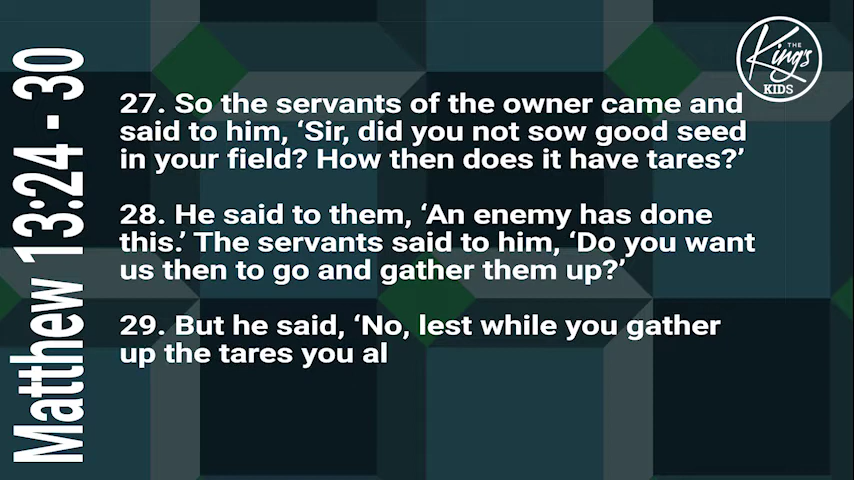 Matthew 13:24 - 30
THE
King's
KIDS
27. So the servants of the owner came and
said to him, ‘Sir, did you not sow good seed
in your field? How then does it have tares?’
28. He said to them, ‘An enemy has done
this.’ The servants said to him, ‘Do you want
us then to go and gather them up?’
29. But he said, ‘No, lest while you gather
up the tares you al